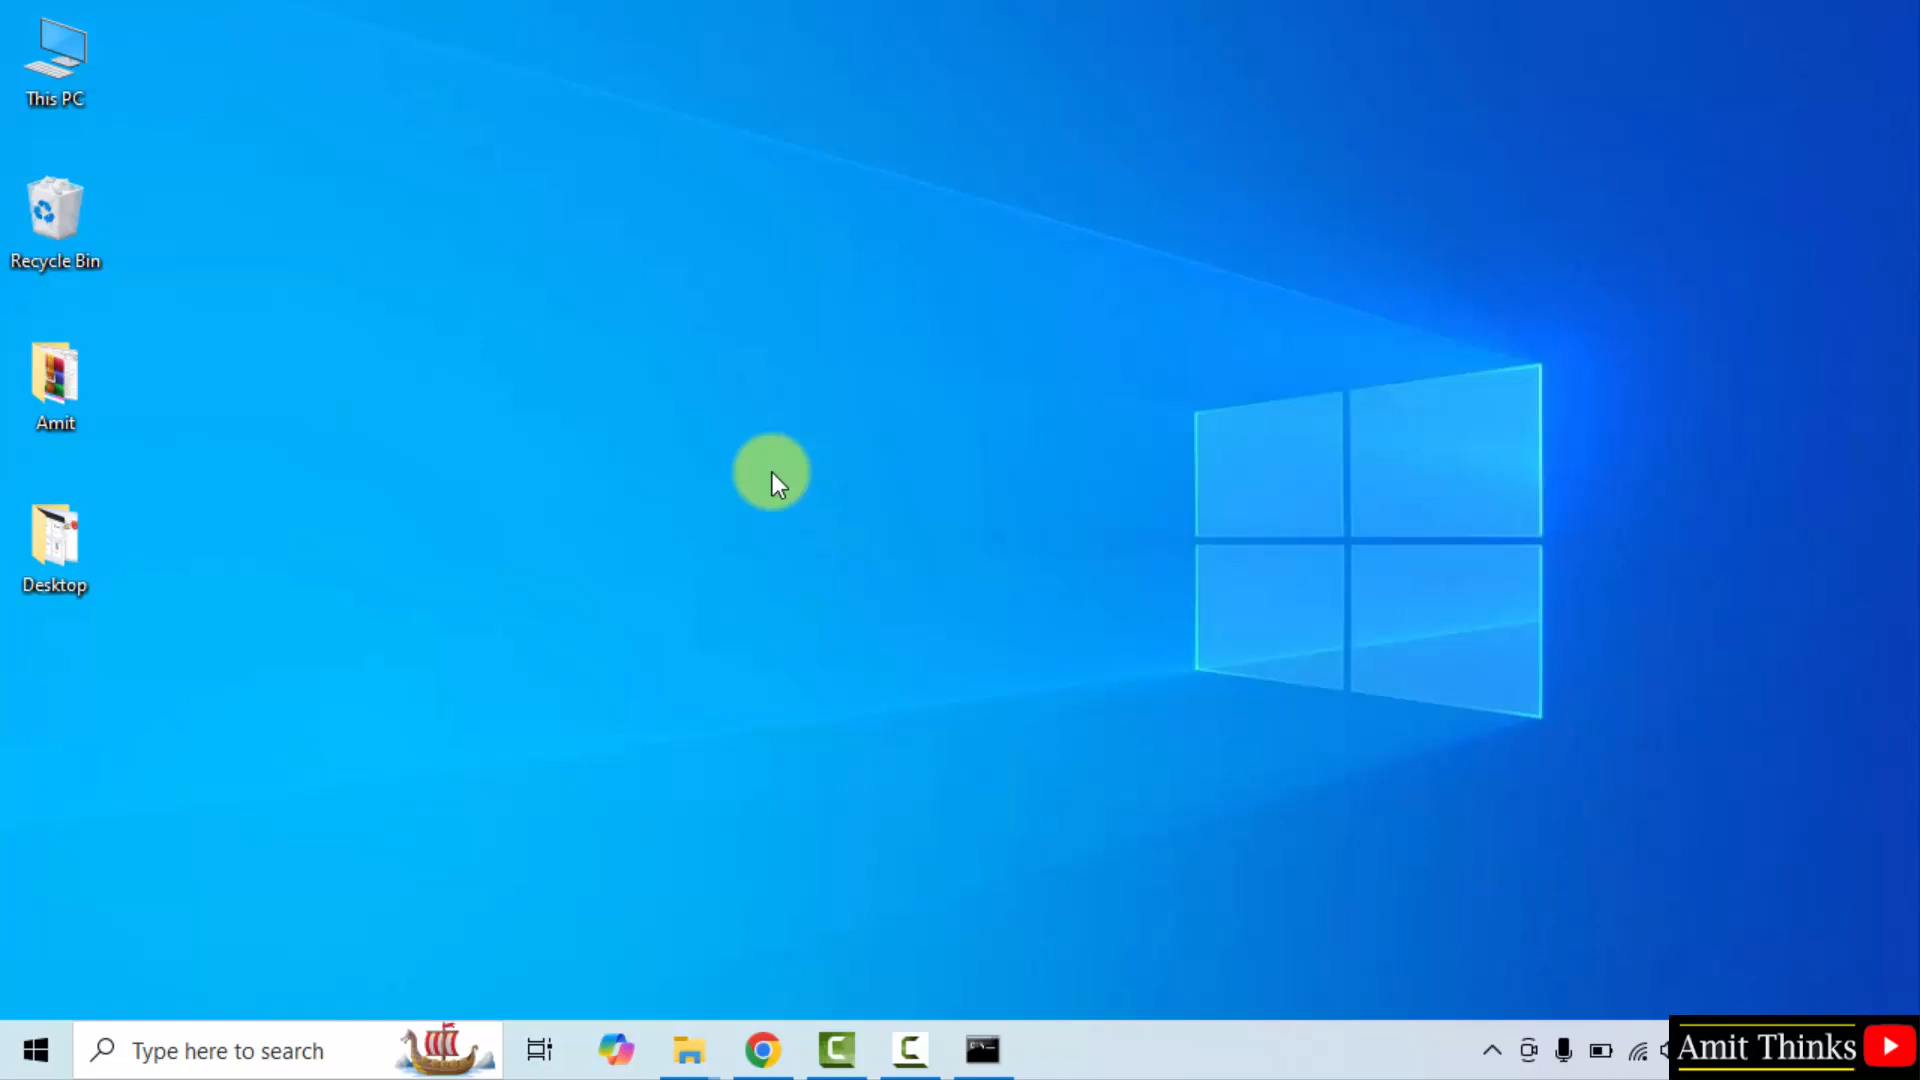 This PC
Recycle Bin
Amit
Desktop
Type here to search
Amit Thinks